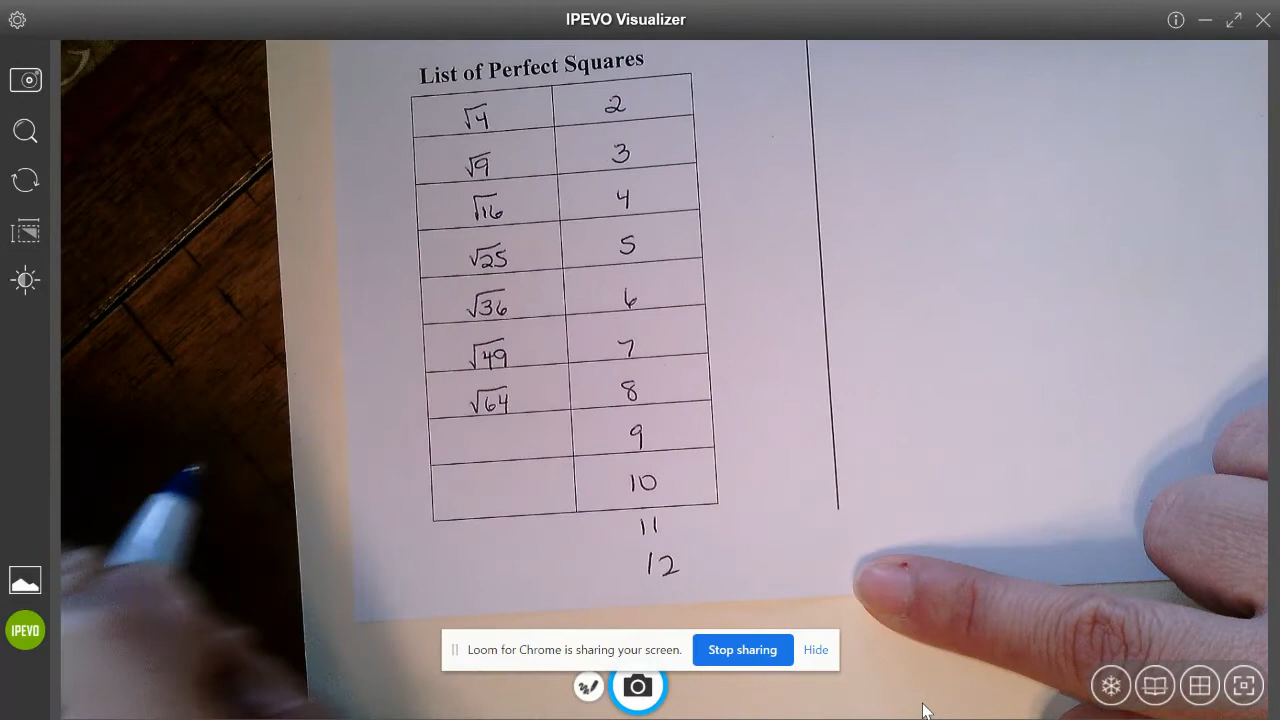 IPEVO Visualizer
List of Perfect Squares
√4 2
√9 3
√16 4
√25 5
√36 6
√49 7
√64 8
9
10
11
12
Loom for Chrome is sharing your screen. Stop sharing Hide
IPEVO